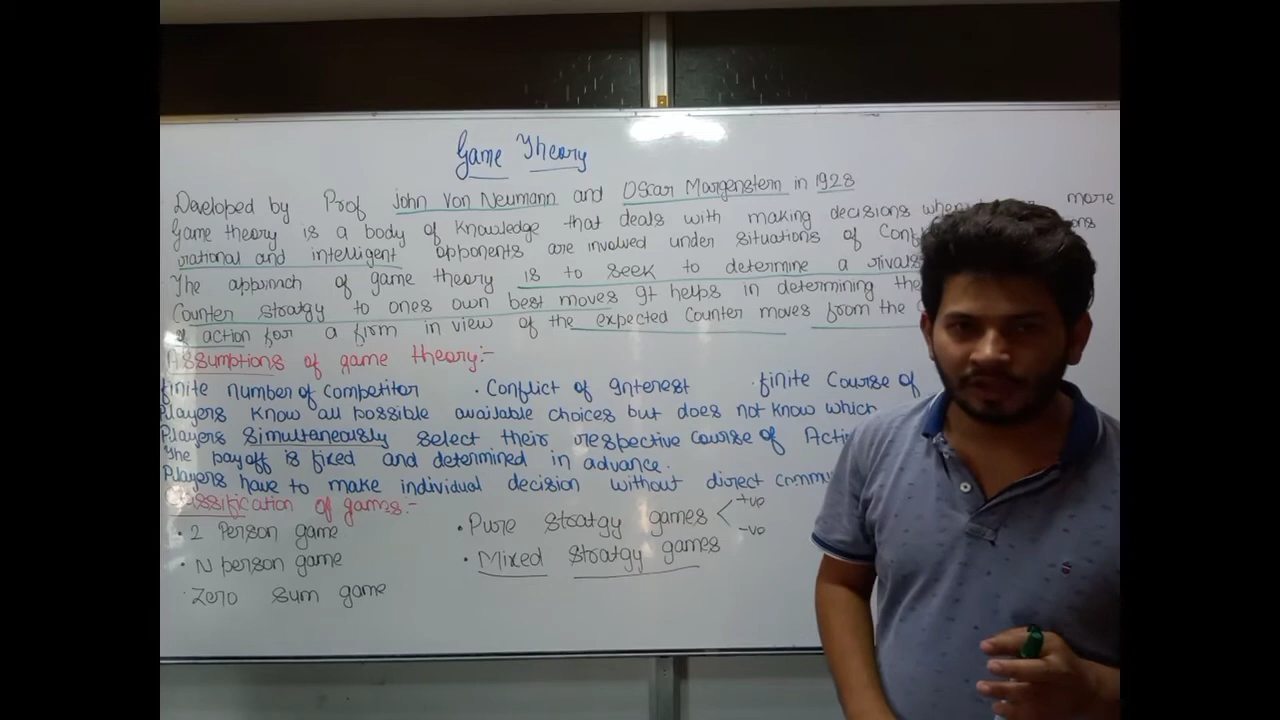 Game Theory
Developed by Prof John Von Neumann and Oscar Margenstern in 1928
Game theory is a body of knowledge that deals with making decisions when more
rational and intelligent opponents are involved under situations of
The approach of game theory is to seek to determine a rivals
Counter stratgy to ones own best moves It helps in determining the
of action for a firm in view of the expected Counter moves from the
Assumptions of game theory:-
finite number of competitor · Conflict of Interest · finite Course of
Players know all possible available choices but does not know which
Players simultaneously select their respective course of
The payoff is fixed and determined in advance.
Players have to make individual decision without direct
of games:-
· 2 Person game · Pure stratgy games +ve
-ve
· N person game · Mixed stratgy games
· Zero sum game